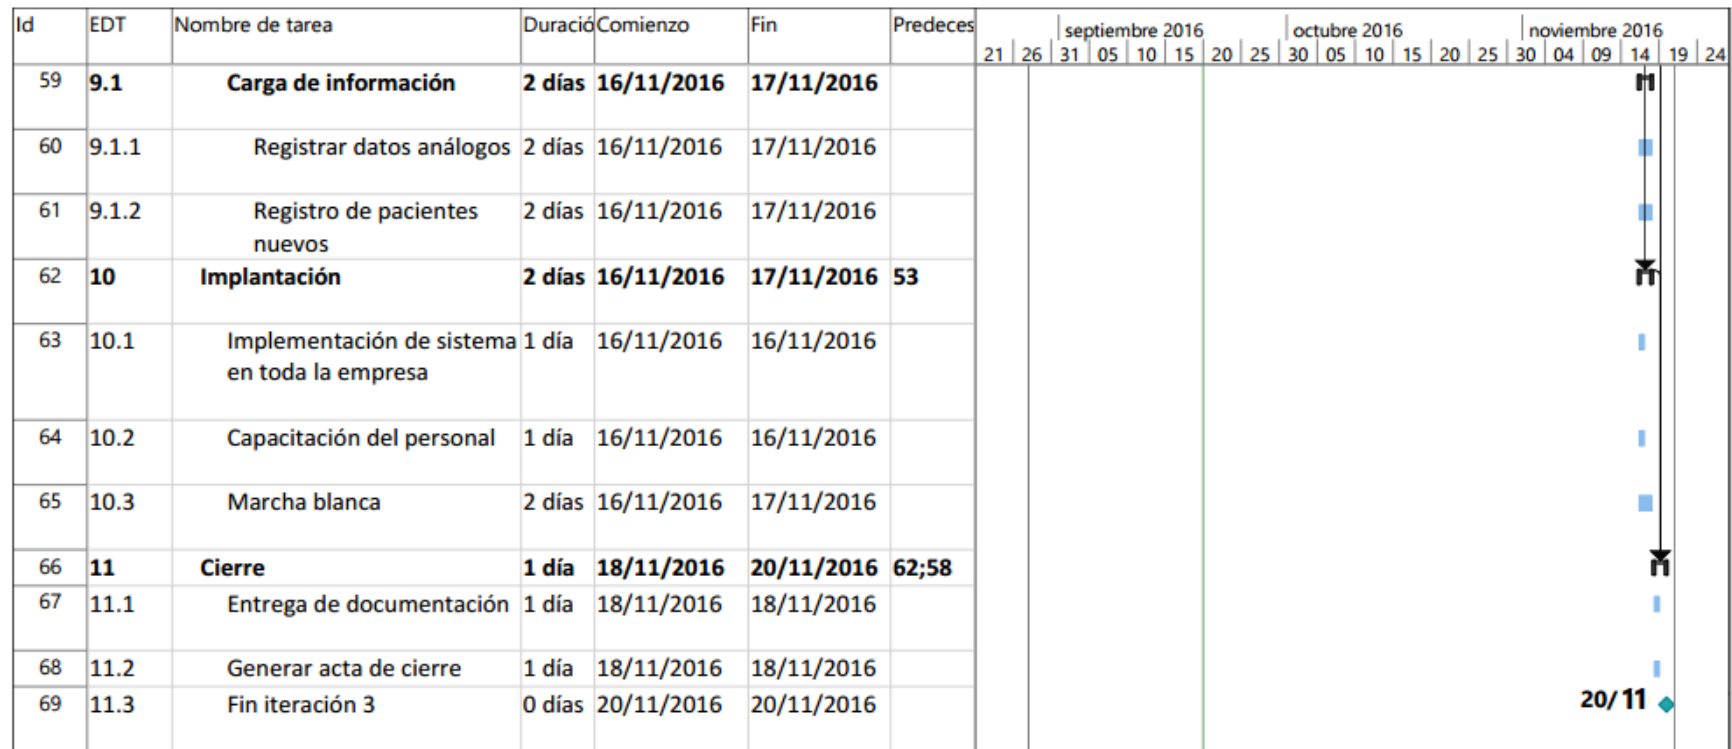 Id EDT Nombre de tarea Duració Comienzo Fin Predeces
septiembre 2016 octubre 2016 noviembre 2016
21 26 31 05 10 15 20 25 30 05 10 15 20 25 30 04 09 14 19 24
59 9.1 Carga de información 2 días 16/11/2016 17/11/2016
60 9.1.1 Registrar datos análogos 2 días 16/11/2016 17/11/2016
61 9.1.2 Registro de pacientes 2 días 16/11/2016 17/11/2016
nuevos
62 10 Implantación 2 días 16/11/2016 17/11/2016 53
63 10.1 Implementación de sistema 1 día 16/11/2016 16/11/2016
en toda la empresa
64 10.2 Capacitación del personal 1 día 16/11/2016 16/11/2016
65 10.3 Marcha blanca 2 días 16/11/2016 17/11/2016
66 11 Cierre 1 día 18/11/2016 20/11/2016 62;58
67 11.1 Entrega de documentación 1 día 18/11/2016 18/11/2016
68 11.2 Generar acta de cierre 1 día 18/11/2016 18/11/2016
69 11.3 Fin iteración 3 0 días 20/11/2016 20/11/2016 20/11